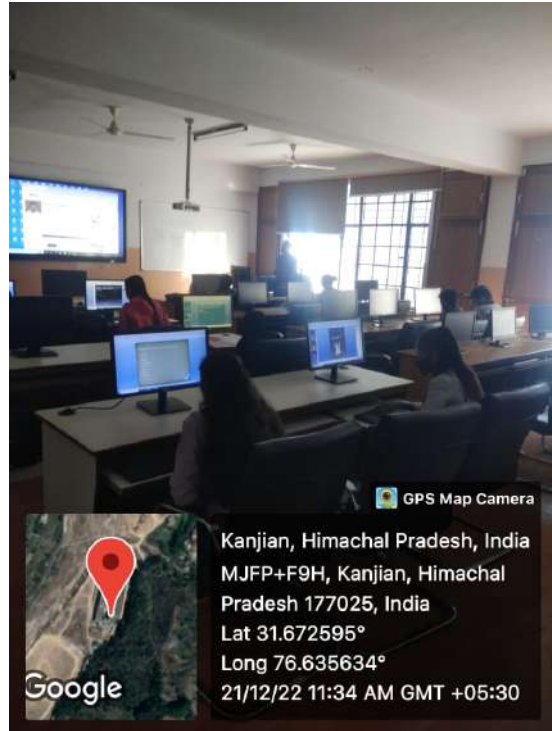 GPS Map Camera
Kanjian, Himachal Pradesh, India
MJFP+F9H, Kanjian, Himachal
Pradesh 177025, India
Lat 31.672595°
Long 76.635634°
21/12/22 11:34 AM GMT +05:30
Google